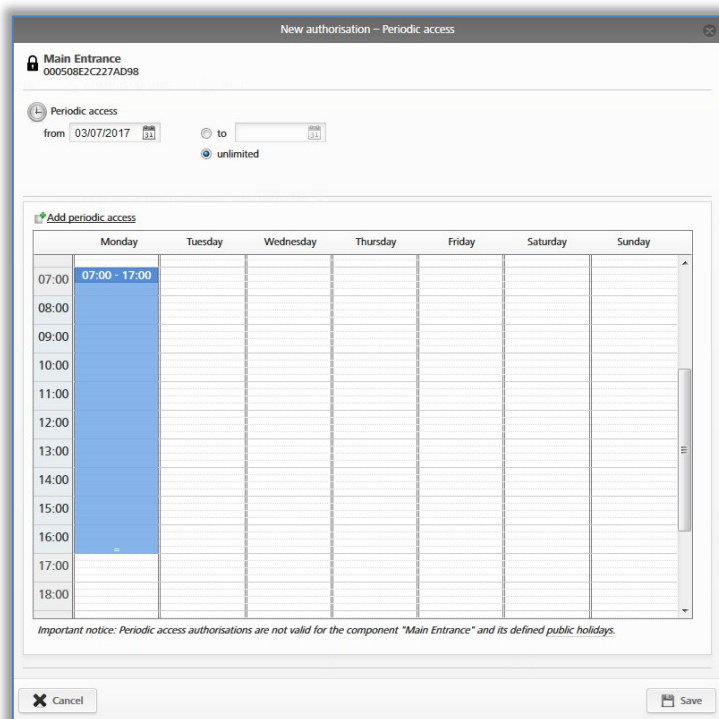 New authorisation – Periodic access
Main Entrance
000508E2C227AD98
Periodic access
from 03/07/2017 31 to 31
unlimited
Add periodic access
Monday Tuesday Wednesday Thursday Friday Saturday Sunday
07:00 07:00 - 17:00
08:00
09:00
10:00
11:00
12:00
13:00
14:00
15:00
16:00
17:00
18:00
Important notice: Periodic access authorisations are not valid for the component "Main Entrance" and its defined public holidays.
Cancel Save